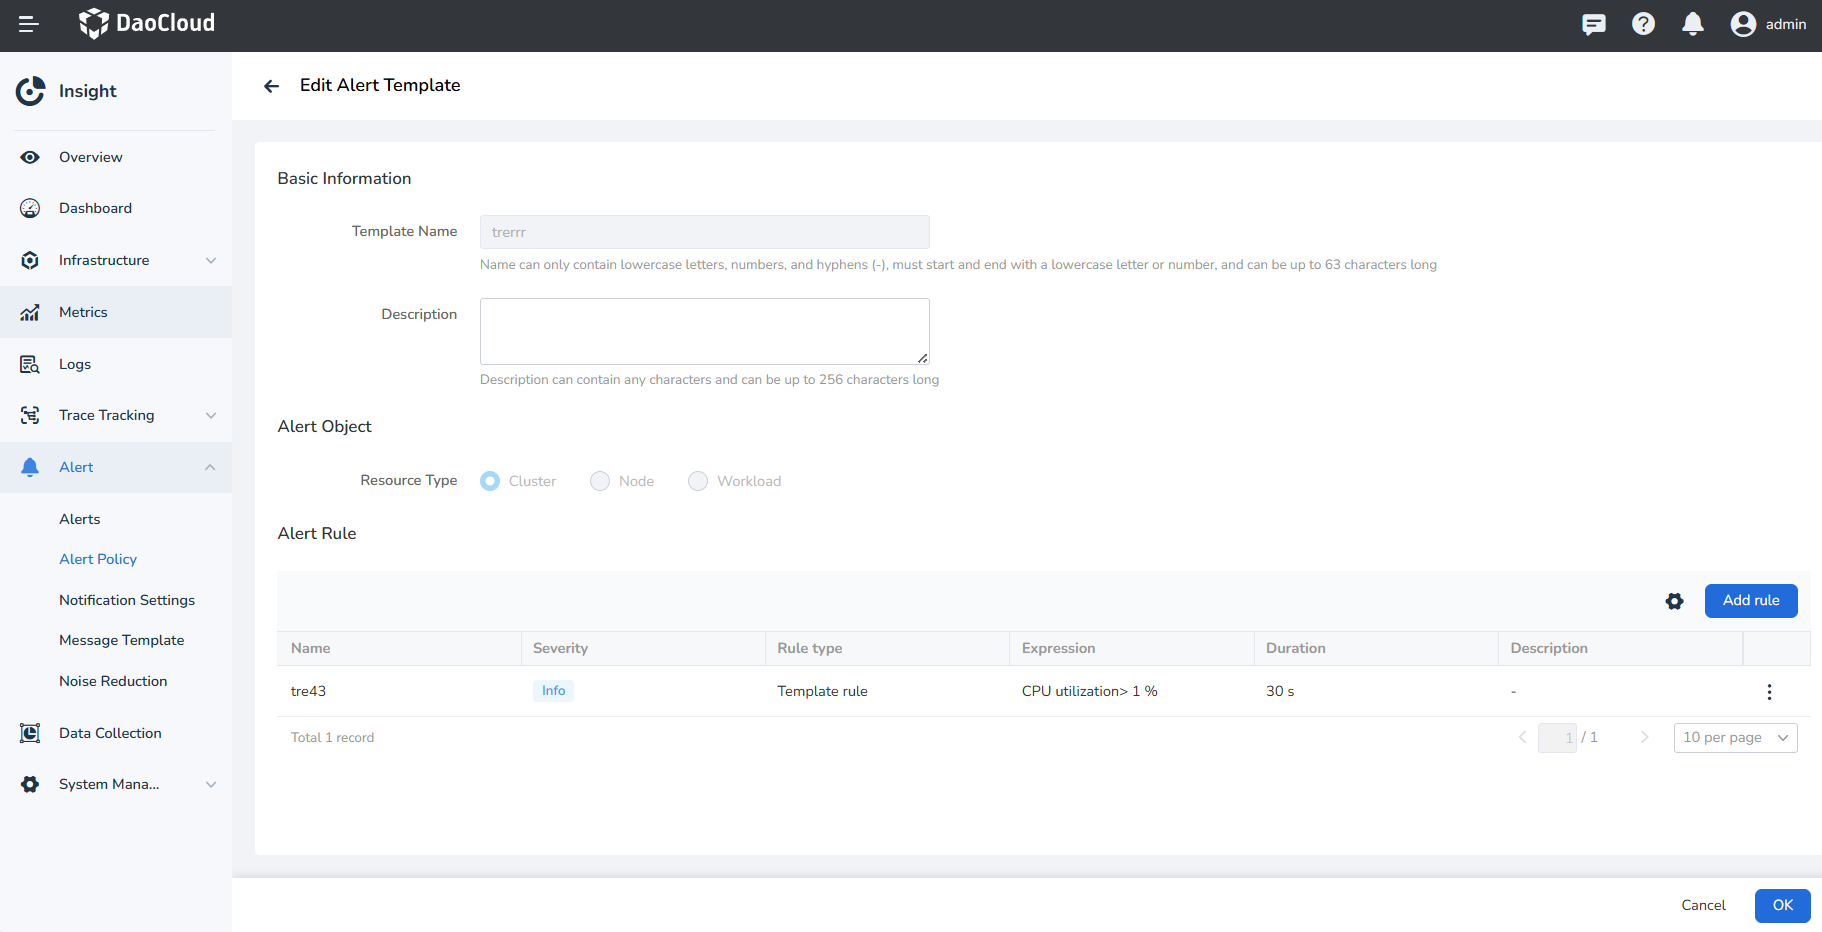 DaoCloud
admin
Insight
Overview
Dashboard
Infrastructure
Metrics
Logs
Trace Tracking
Alert
Alerts
Alert Policy
Notification Settings
Message Template
Noise Reduction
Data Collection
System Mana...
Edit Alert Template
Basic Information
Template Name
trerrr
Name can only contain lowercase letters, numbers, and hyphens (-), must start and end with a lowercase letter or number, and can be up to 63 characters long
Description
Description can contain any characters and can be up to 256 characters long
Alert Object
Resource Type Cluster Node Workload
Alert Rule
Add rule
Name Severity Rule type Expression Duration Description
tre43 Info Template rule CPU utilization> 1 % 30 s -
Total 1 record 1 / 1 10 per page
Cancel OK